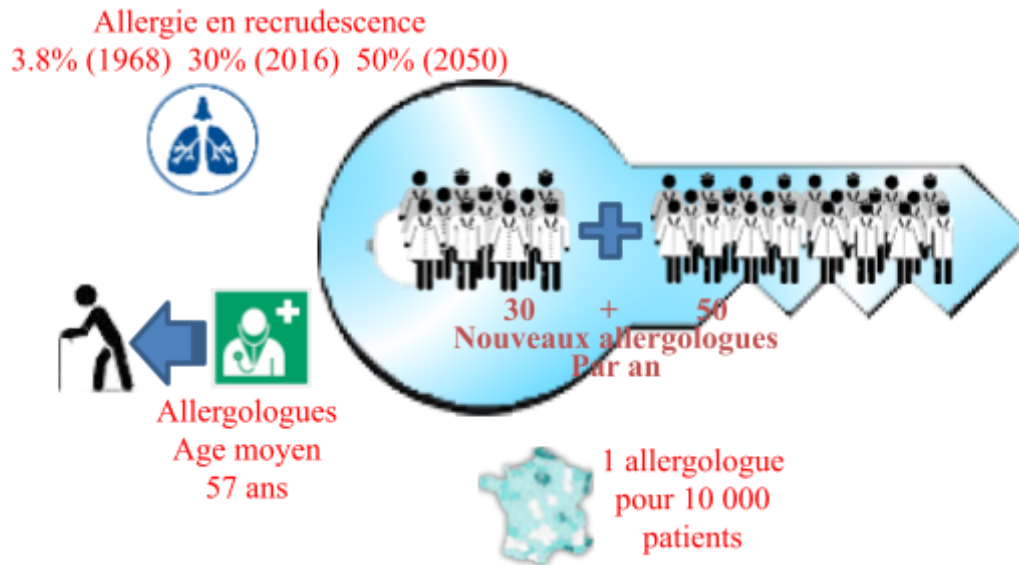 Allergie en recrudescence
3.8% (1968) 30% (2016) 50% (2050)
30 + 50
Nouveaux allergologues
Par an
Allergologues
Age moyen
57 ans
1 allergologue
pour 10 000
patients